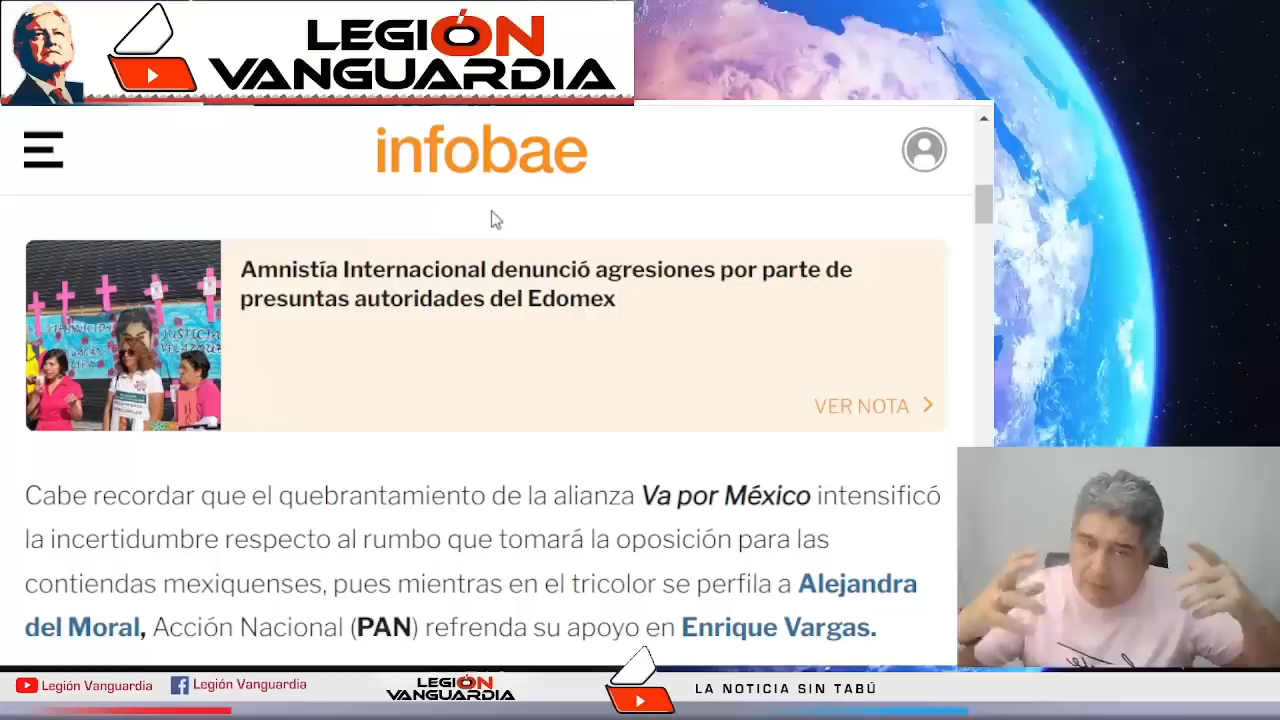 LEGIÓN
VANGUARDIA
infobae
Amnistía Internacional denunció agresiones por parte de
presuntas autoridades del Edomex
VER NOTA
Cabe recordar que el quebrantamiento de la alianza Va por México intensificó
la incertidumbre respecto al rumbo que tomará la oposición para las
contiendas mexiquenses, pues mientras en el tricolor se perfila a Alejandra
del Moral, Acción Nacional (PAN) refrenda su apoyo en Enrique Vargas.
Legión Vanguardia
Legión Vanguardia
LEGIÓN
VANGUARDIA
LA NOTICIA SIN TABÚ